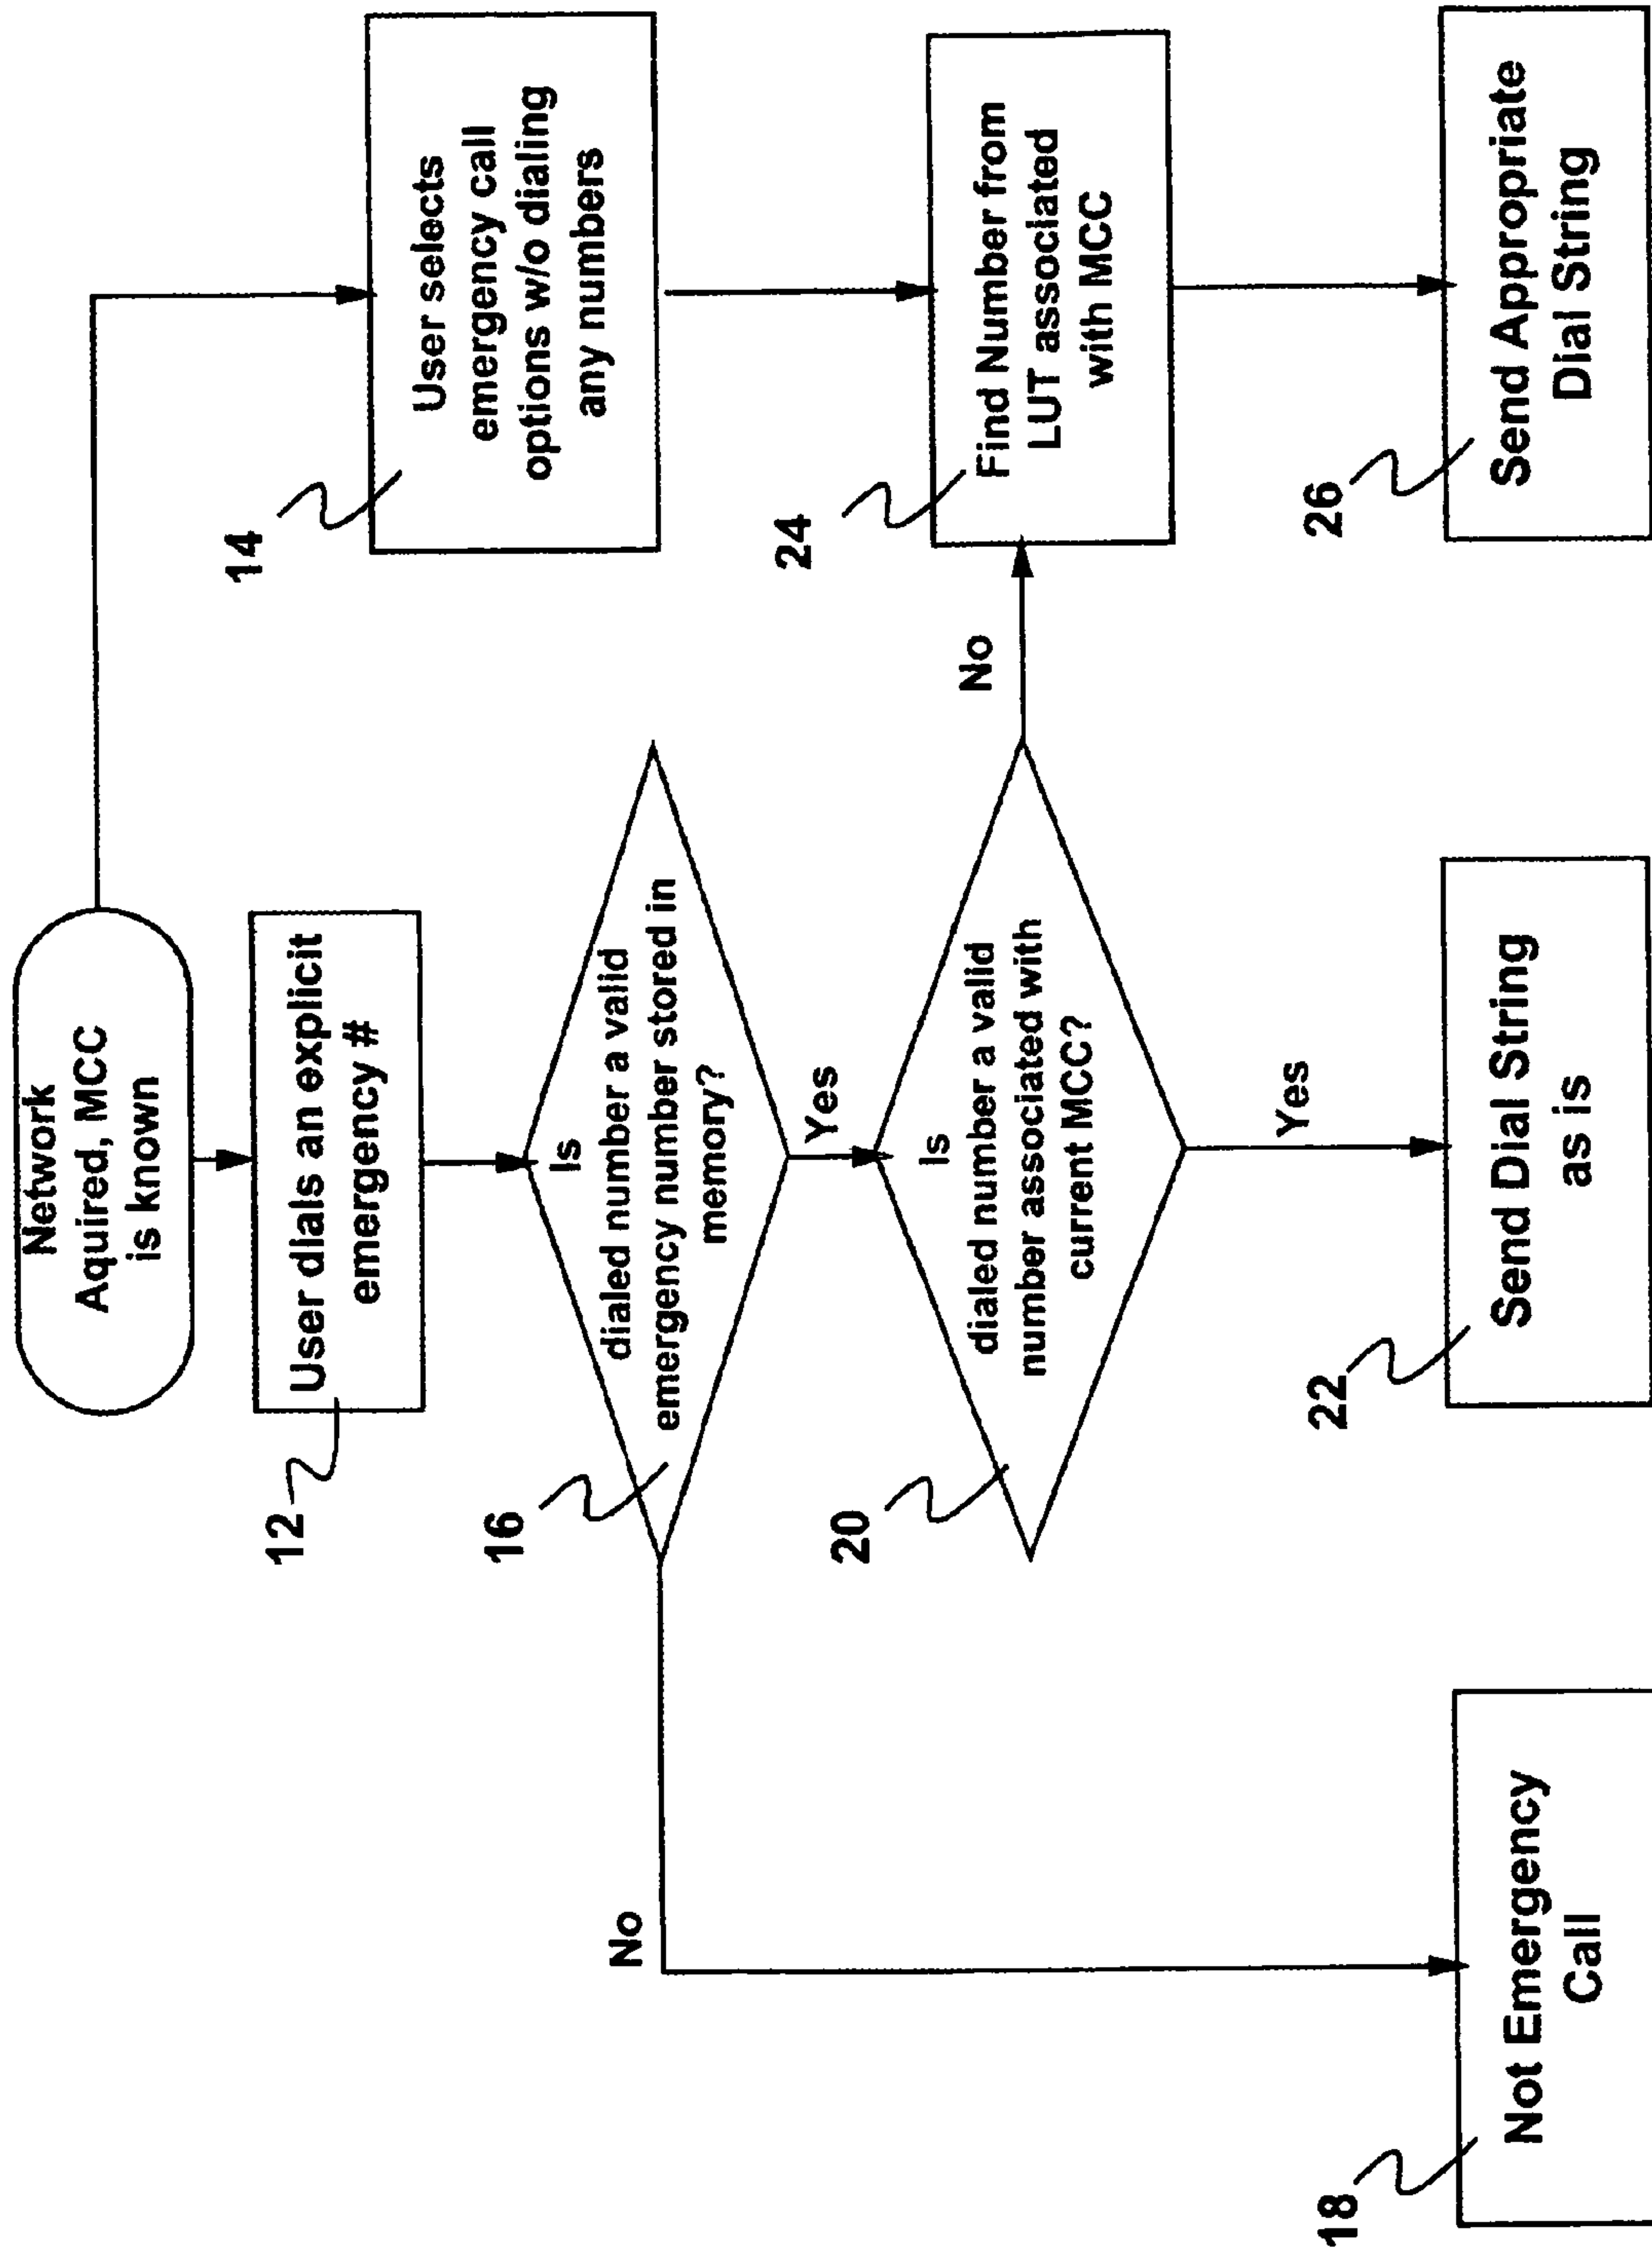 Network
Aquired, MCC
is known
12
User dials an explicit
emergency #
14
User selects
emergency call
options w/o dialing
any numbers
16
Is
dialed number a valid
emergency number stored in
memory?
No
Yes
20
Is
dialed number a valid
number associated with
current MCC?
No
24
Find Number from
LUT associated
with MCC
Yes
18
Not Emergency
Call
22
Send Dial String
as is
26
Send Appropriate
Dial String